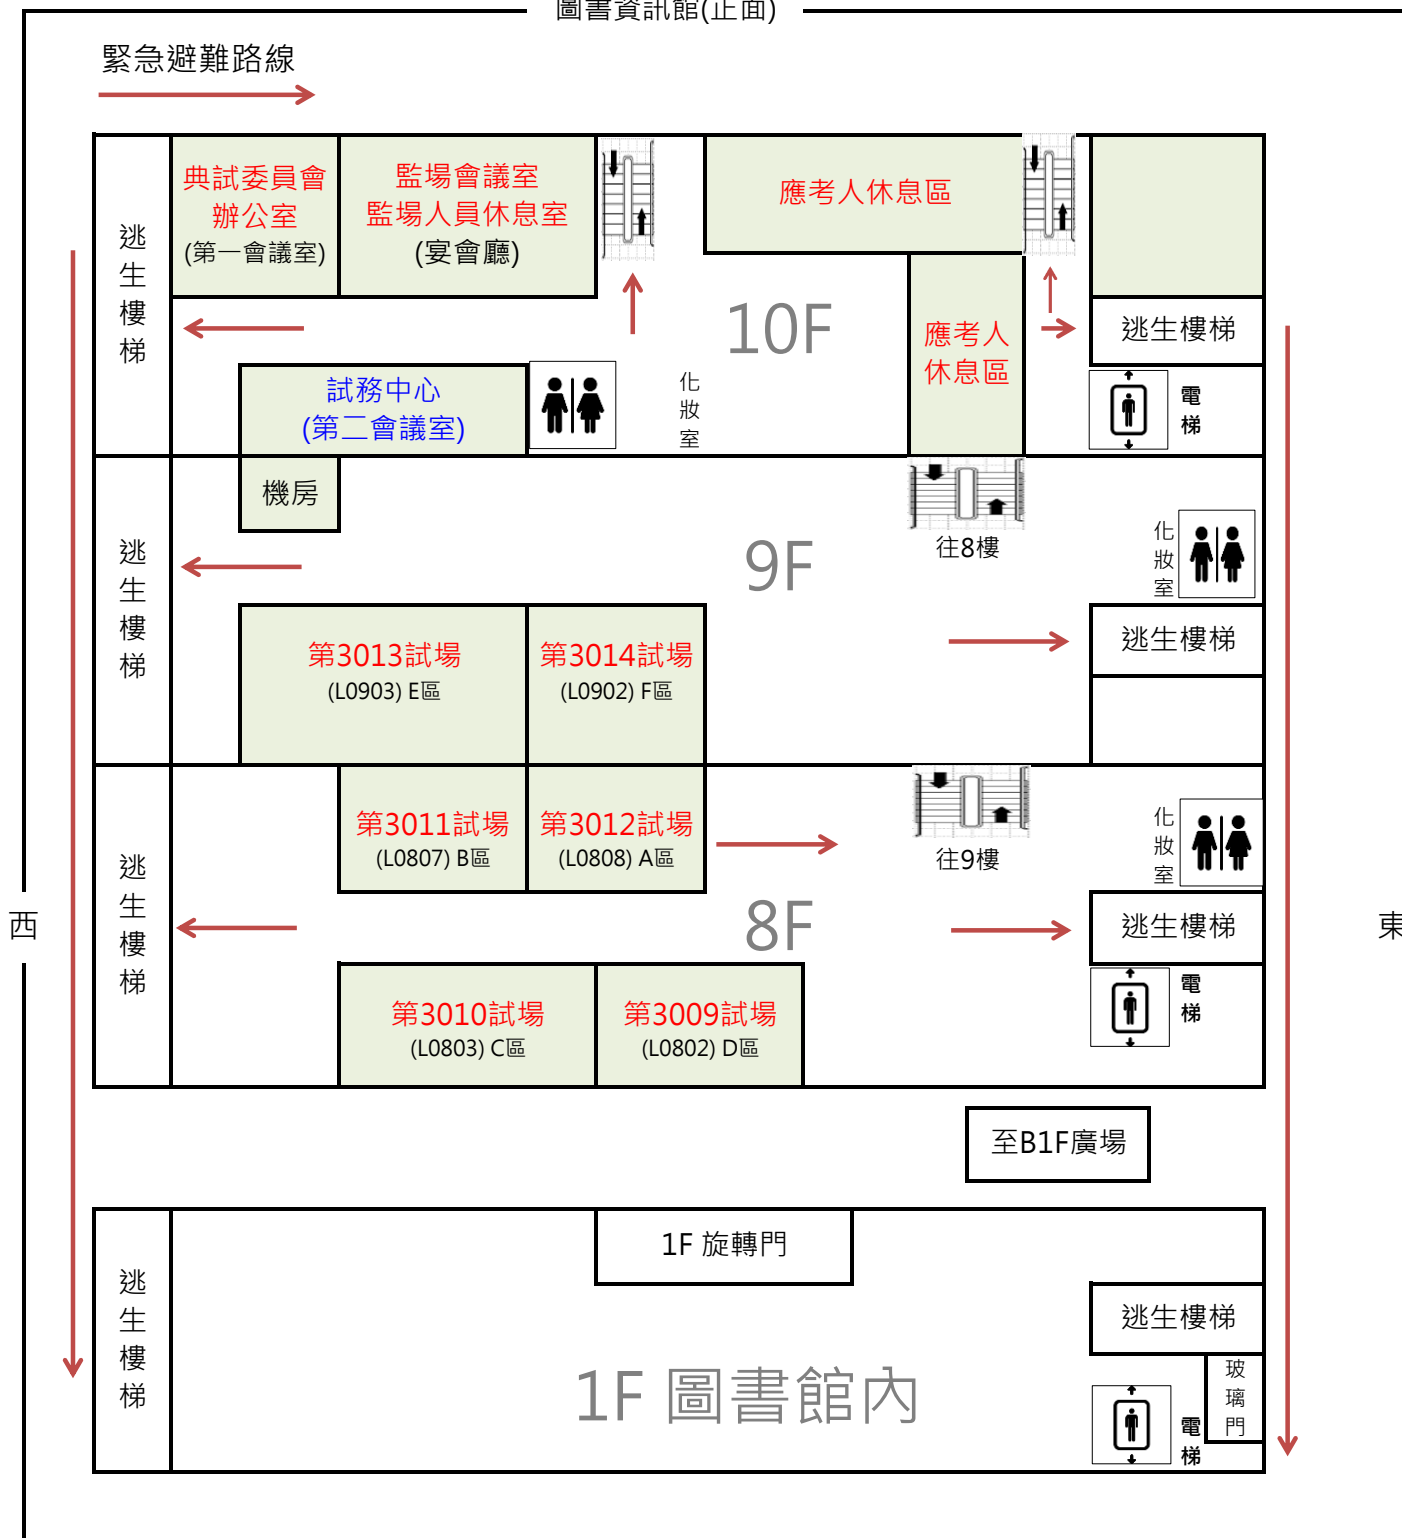 圖書資訊館(正面)
緊急避難路線
逃生樓梯
典試委員會
辦公室
(第一會議室)
監場會議室
監場人員休息室
(宴會廳)
應考人休息區
10F
應考人
休息區
逃生樓梯
試務中心
(第二會議室)
化妝室
電梯
逃生樓梯
機房
往8樓
9F
化妝室
第3013試場
(L0903) E區
第3014試場
(L0902) F區
逃生樓梯
逃生樓梯
第3011試場
(L0807) B區
第3012試場
(L0808) A區
往9樓
化妝室
西
8F
逃生樓梯
東
第3010試場
(L0803) C區
第3009試場
(L0802) D區
電梯
至B1F廣場
逃生樓梯
1F 旋轉門
逃生樓梯
1F 圖書館內
玻璃門
電梯